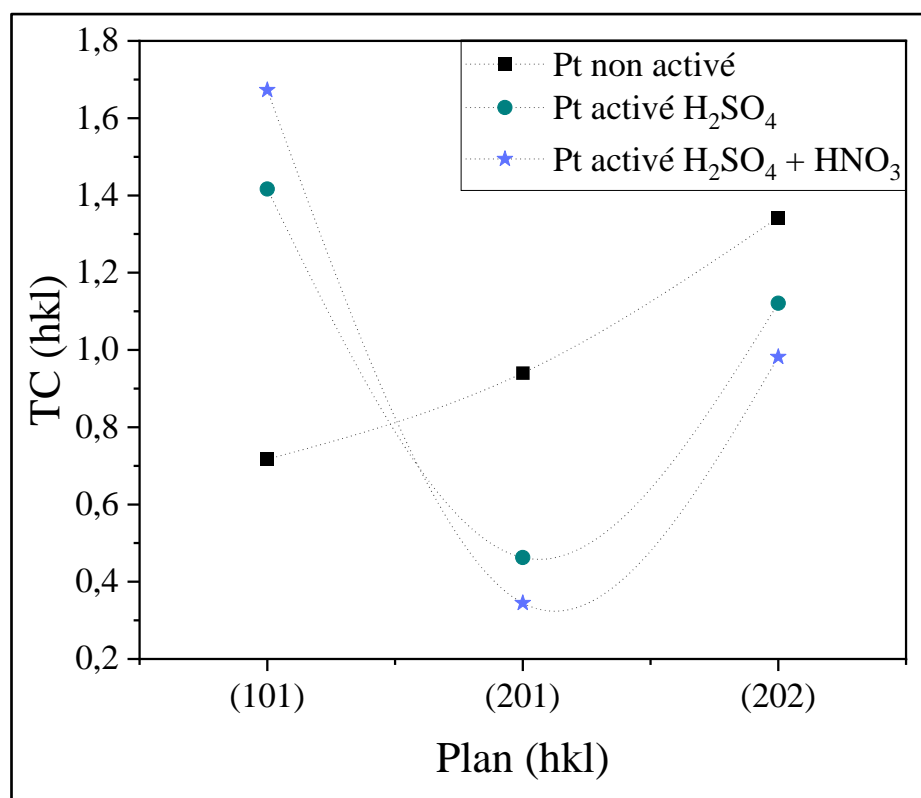 TC (hkl)
1,8
1,6
1,4
1,2
1,0
0,8
0,6
0,4
0,2
Pt non activé
Pt activé H₂SO₄
Pt activé H₂SO₄ + HNO₃
(101) (201) (202)
Plan (hkl)